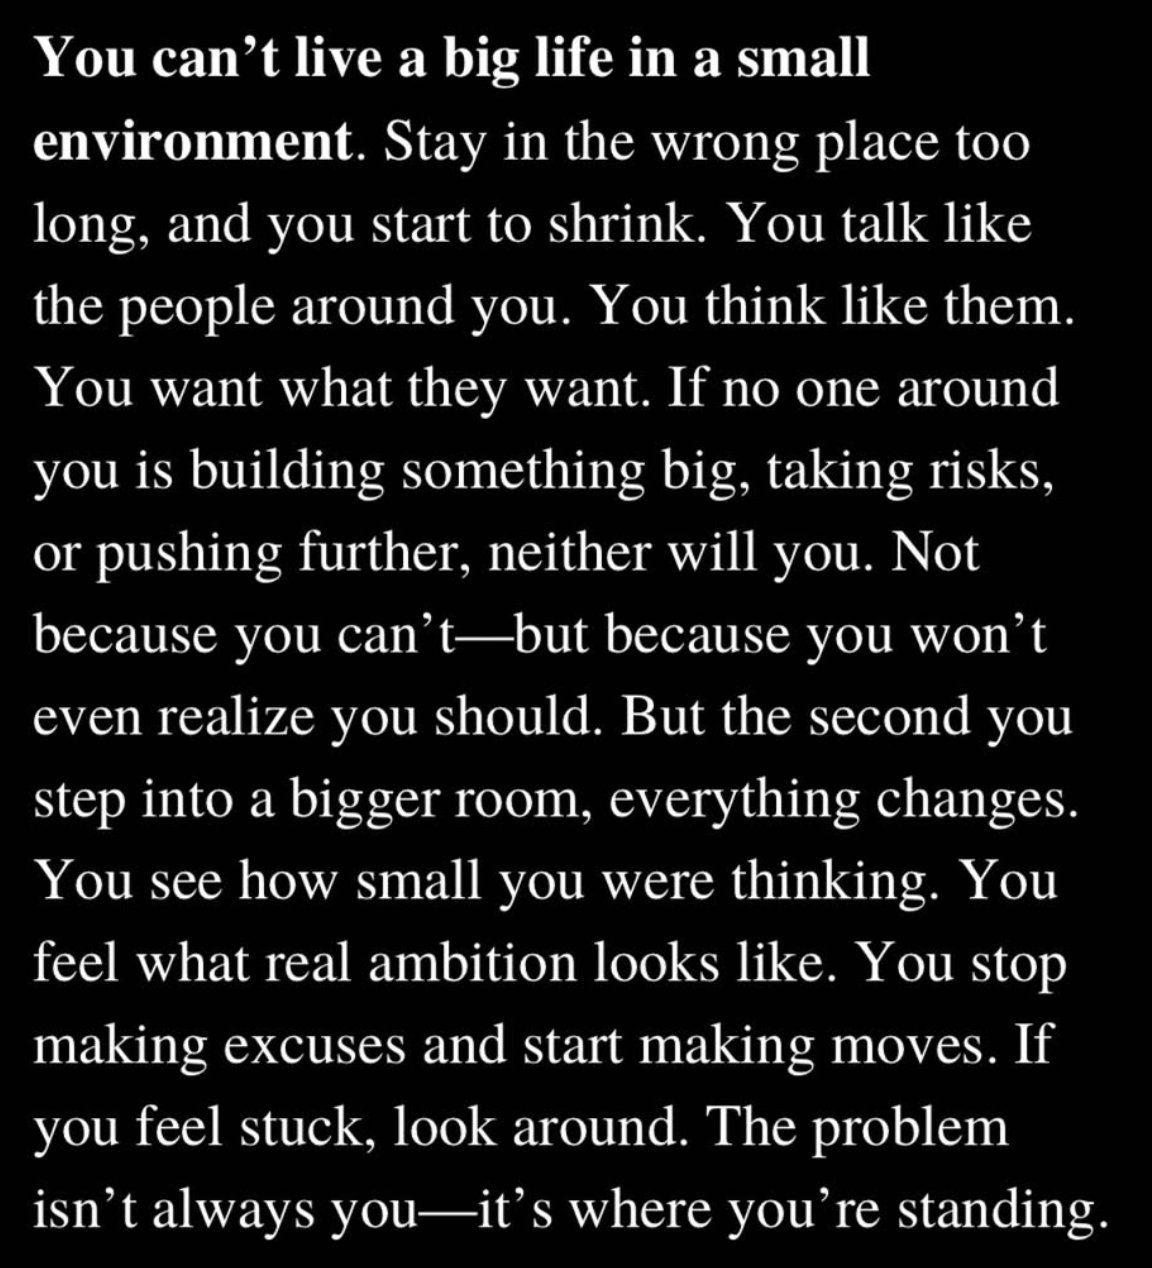 You can’t live a big life in a small
environment. Stay in the wrong place too
long, and you start to shrink. You talk like
the people around you. You think like them.
You want what they want. If no one around
you is building something big, taking risks,
or pushing further, neither will you. Not
because you can’t—but because you won’t
even realize you should. But the second you
step into a bigger room, everything changes.
You see how small you were thinking. You
feel what real ambition looks like. You stop
making excuses and start making moves. If
you feel stuck, look around. The problem
isn’t always you—it’s where you’re standing.